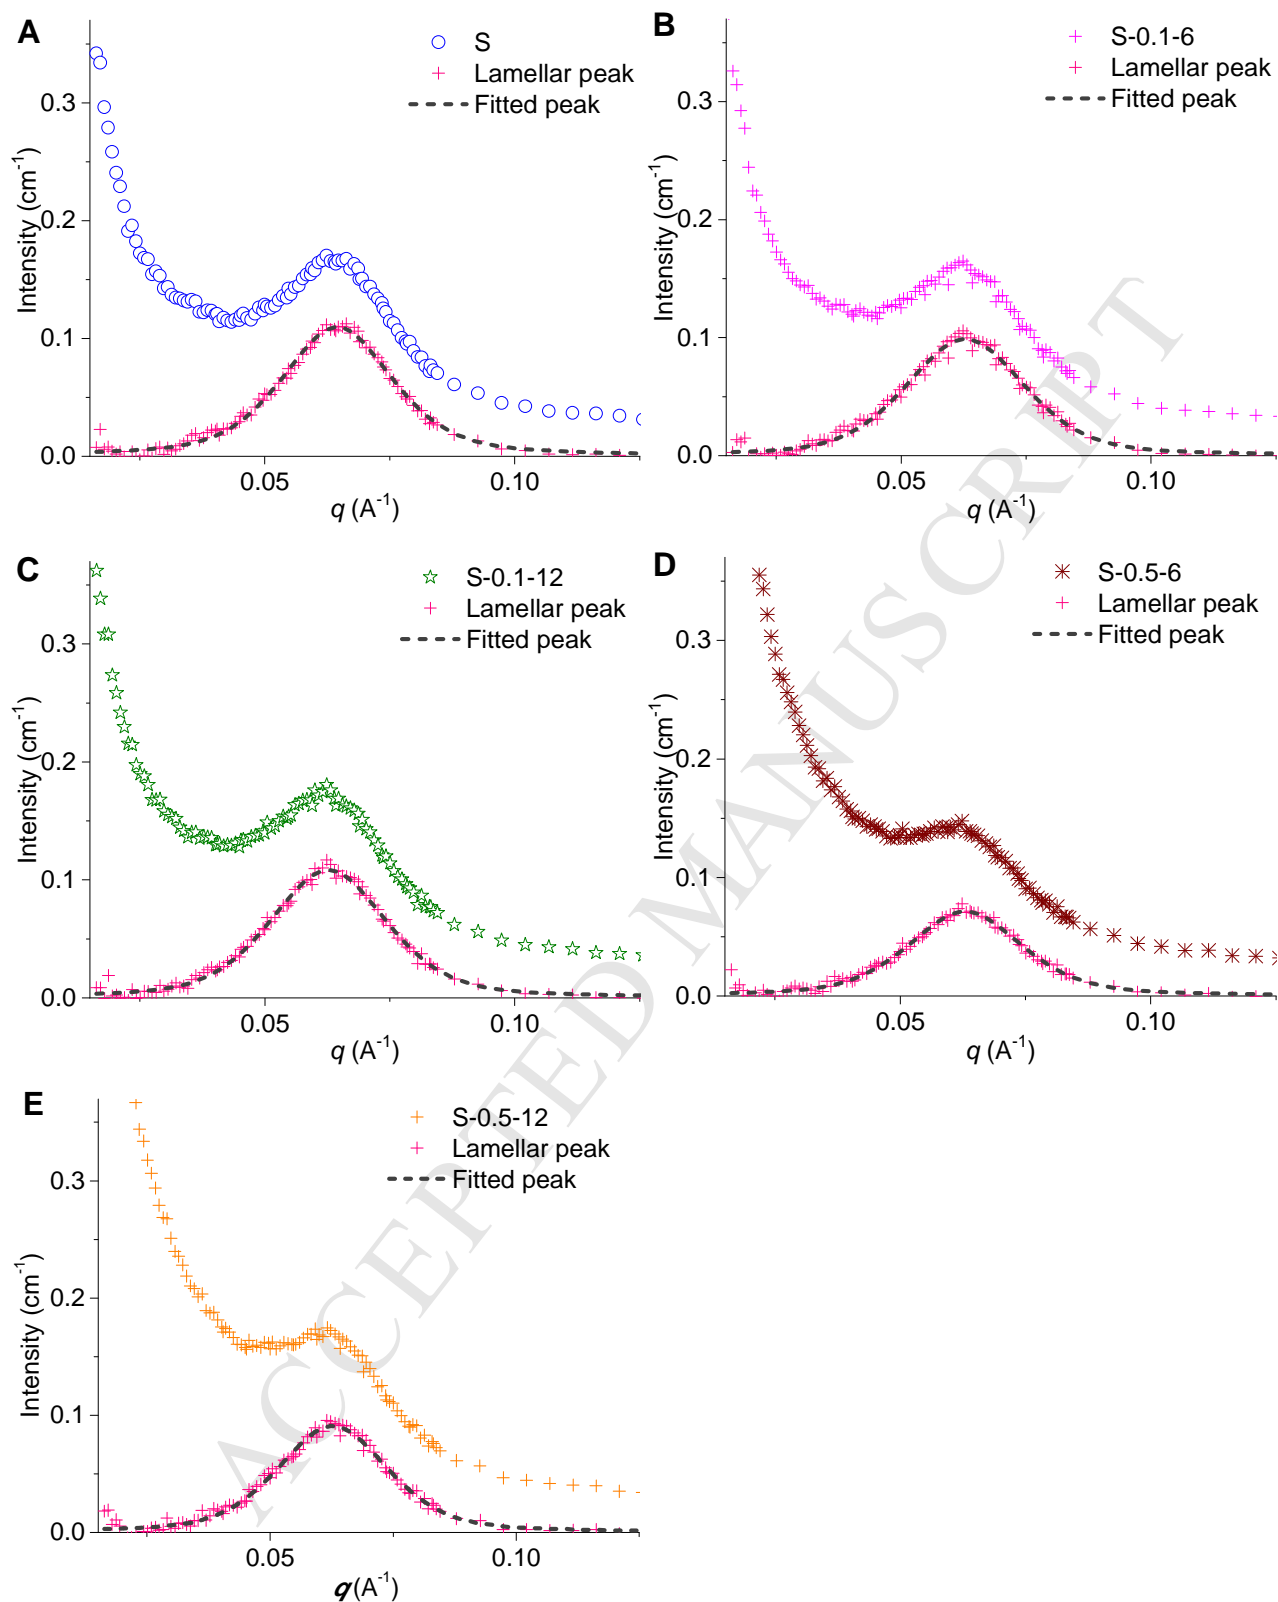 A
S
Lamellar peak
Fitted peak
0.3
0.2
0.1
0.0
Intensity (cm-1)
0.05
0.10
q (A-1)
B
S-0.1-6
Lamellar peak
Fitted peak
0.3
0.2
0.1
0.0
Intensity (cm-1)
0.05
0.10
q (A-1)
C
S-0.1-12
Lamellar peak
Fitted peak
0.3
0.2
0.1
0.0
Intensity (cm-1)
0.05
0.10
q (A-1)
D
S-0.5-6
Lamellar peak
Fitted peak
0.3
0.2
0.1
0.0
Intensity (cm-1)
0.05
0.10
q (A-1)
E
S-0.5-12
Lamellar peak
Fitted peak
0.3
0.2
0.1
0.0
Intensity (cm-1)
0.05
0.10
q (A-1)
ACCEPTED MANUSCRIPT